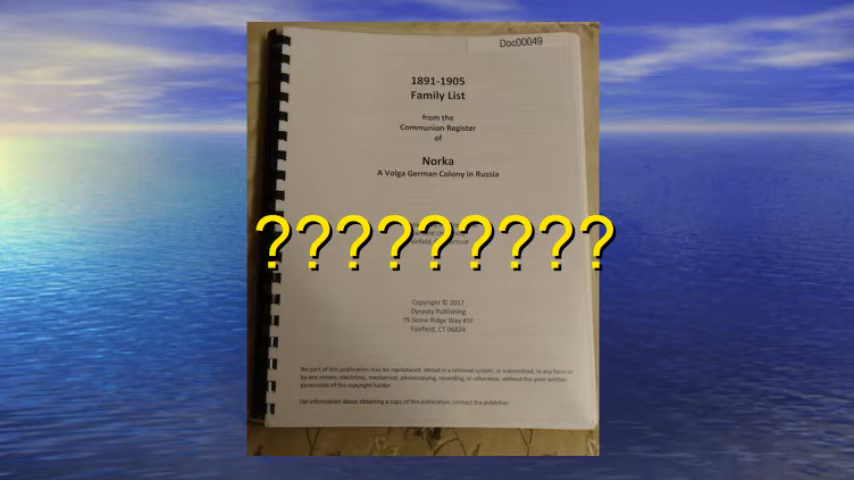 Doc00049
1891-1905
Family List
from the
Communion Register
of
Norka
A Volga German Colony in Russia
?????????
Fairfield,
Copyright © 2017
Dynasty Publishing
75 Stone Ridge Way #1F
Fairfield, CT 06824
No part of this publication may be reproduced, stored in a retrieval system, or transmitted, in any form or
by any means, electronic, mechanical, photocopying, recording, or otherwise, without the prior written
permission of the copyright holder.
For information about obtaining a copy of this publication, contact the publisher.